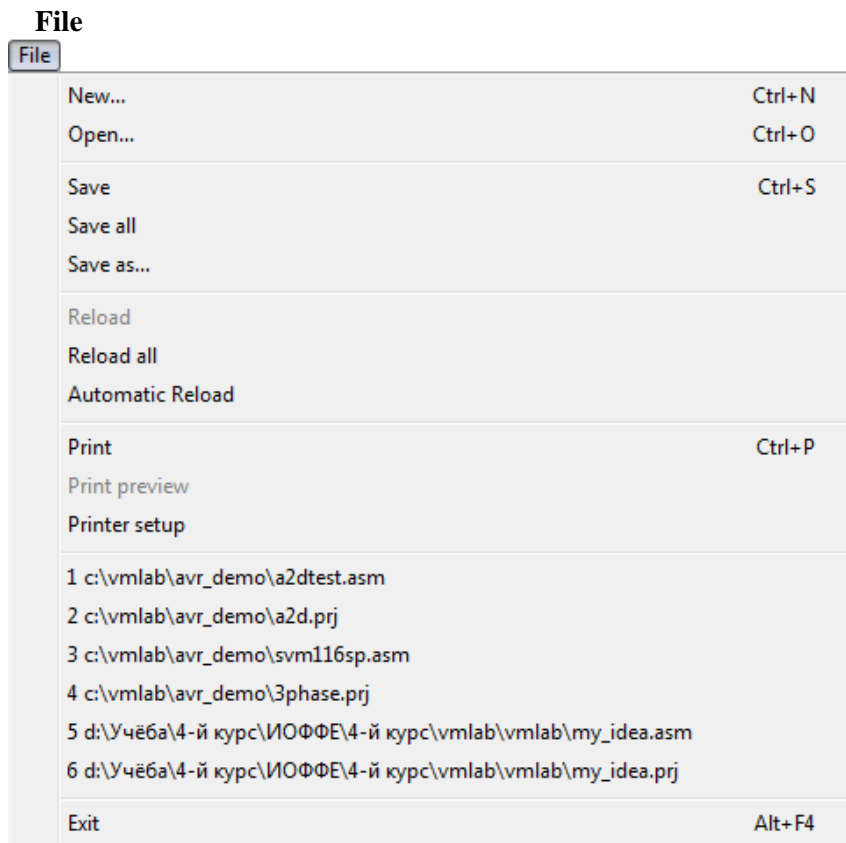 File
File
New... Ctrl+N
Open... Ctrl+O
Save Ctrl+S
Save all
Save as...
Reload
Reload all
Automatic Reload
Print Ctrl+P
Print preview
Printer setup
1 c:\vmlab\avr_demo\a2dtest.asm
2 c:\vmlab\avr_demo\a2d.prj
3 c:\vmlab\avr_demo\svm116sp.asm
4 c:\vmlab\avr_demo\3phase.prj
5 d:\Учёба\4-й курс\ИОФФЕ\4-й курс\vmlab\vmlab\my_idea.asm
6 d:\Учёба\4-й курс\ИОФФЕ\4-й курс\vmlab\vmlab\my_idea.prj
Exit Alt+F4